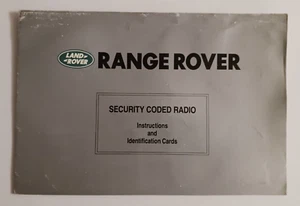 LAND
ROVER
RANGE ROVER
SECURITY CODED RADIO
Instructions
and
Identification Cards